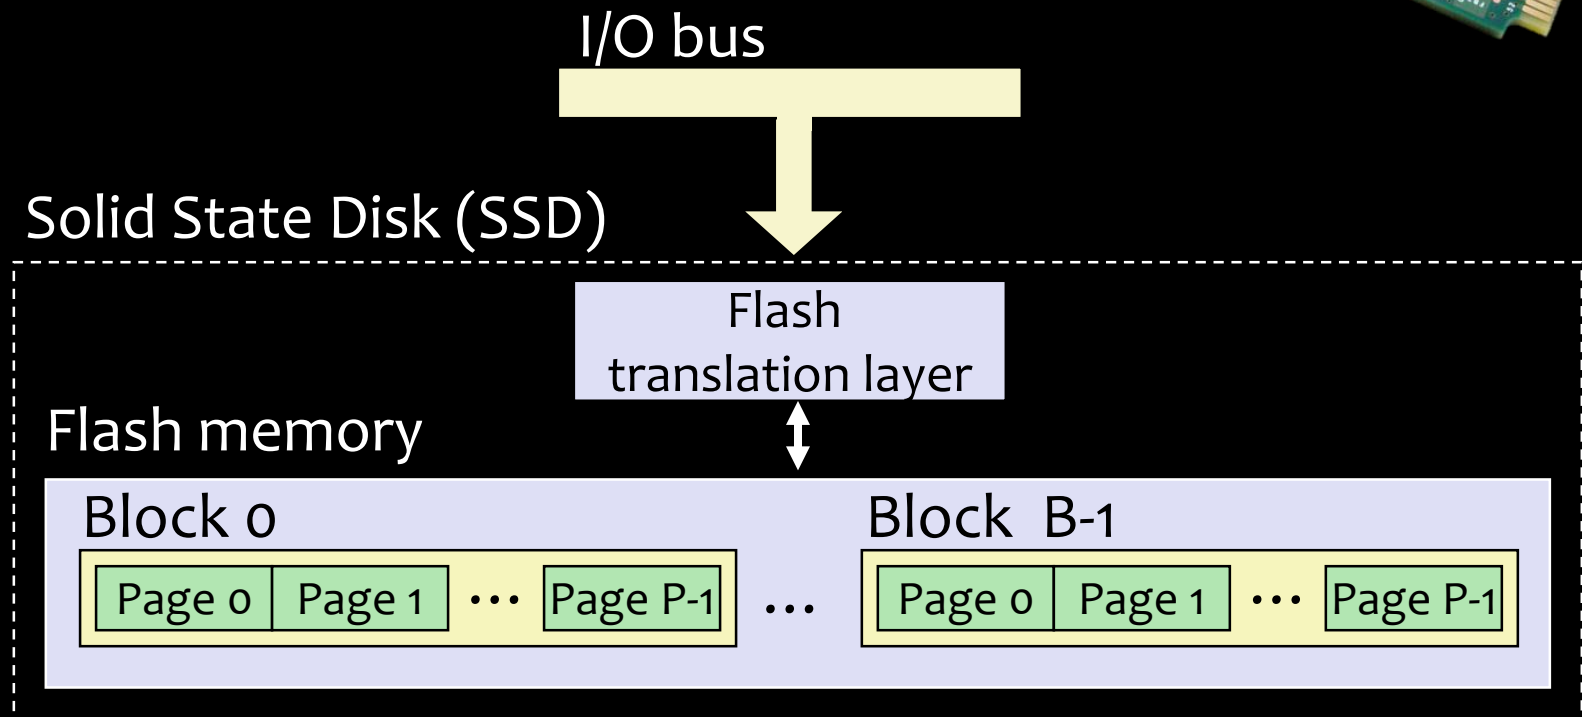 I/O bus
Solid State Disk (SSD)
Flash
translation layer
Flash memory
Block 0
Block B-1
Page 0 Page 1 ... Page P-1 ... Page 0 Page 1 ... Page P-1